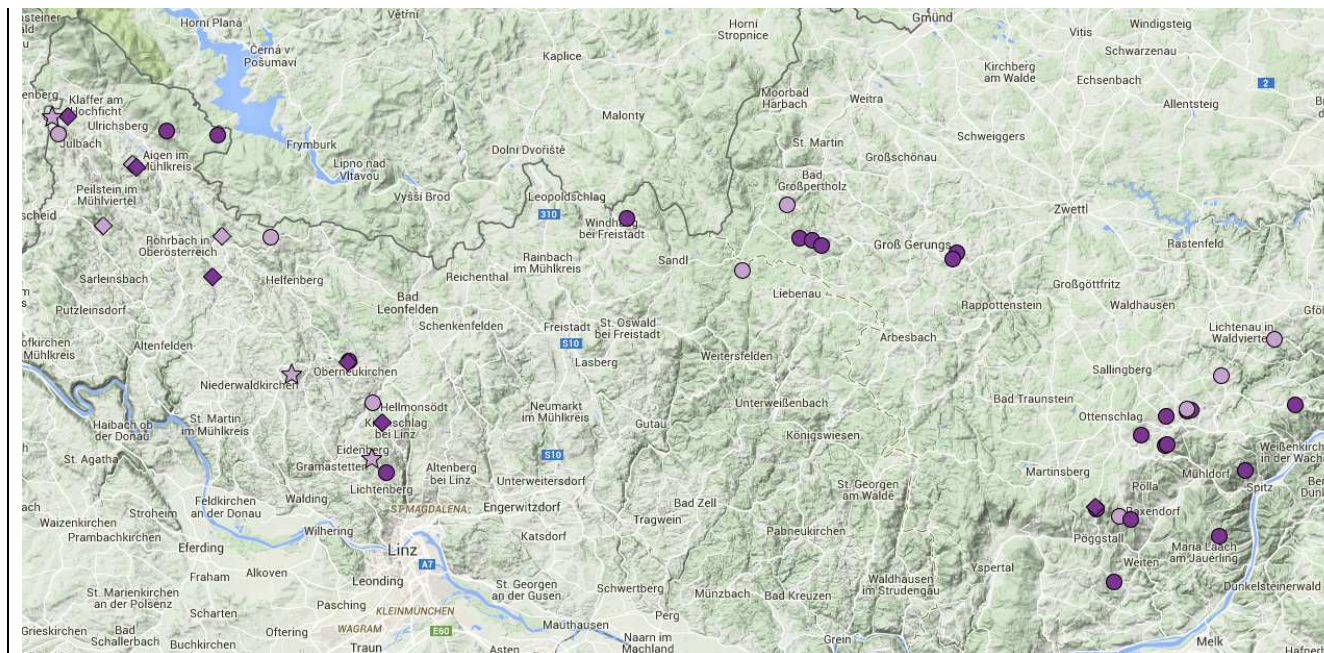 Horní Planá
Větřní
Horní
Stropnice
Gmünd
Windigsteig
Vitis
Schwarzenau
Černá v
Pošumaví
Kaplice
Kirchberg
am Walde
Echsenbach
2
Klaffer am
Hochficht
Ulrichsberg
Julbach
Moorbad
Harbach
Weitra
Allentsteig
Malonty
Schweiggers
Frymburk
Dolní Dvořiště
St. Martin
Großschönau
Aigen im
Mühlkreis
Lipno nad
Vltavou
Bad
Großpertholz
Peilstein im
Mühlviertel
Vyšší Brod
Leopoldschlag
Zwettl
310
Windhaag
bei Freistadt
Rohrbach in
Oberösterreich
Groß Gerungs
Rastenfeld
Sarleinsbach
Helfenberg
Reichenthal
Rainbach
im Mühlkreis
Sandl
Großgöttfritz
Liebenau
Rappottenstein
Waldhausen
Putzleinsdorf
Bad
Leonfelden
Schenkenfelden
Freistadt
St. Oswald
bei Freistadt
Arbesbach
Lichtenau in
Waldviertel
Altenfelden
S10
Lasberg
Weitersfelden
Sallingberg
Oberneukirchen
Niederwaldkirchen
Bad Traunstein
Hellmonsödt
Neumarkt
im Mühlkreis
Unterweißenbach
Ottenschlag
St. Martin
im Mühlkreis
Haibach ob
der Donau
bei Linz
Gutau
Königswiesen
Weißenkirchen
in der Wachau
Eidenberg
Gramastetten
St. Agatha
S10
Altenberg
bei Linz
Martinsberg
Mühldorf
Lichtenberg
Unterweitersdorf
St. Georgen
am Walde
Pölla
Spitz
Feldkirchen
an der Donau
Walding
Bad Zell
Raxendorf
Stroheim
ST. MAGDALENA
Engerwitzdorf
Tragwein
Pabneukirchen
Pöggstall
Waizenkirchen
Prambachkirchen
Wilhering
Katsdorf
Maria Laach
am Jauerling
Eferding
Linz
Yspertal
Weiten
Fraham
Alkoven
A7
Leonding
St. Georgen
an der Gusen
Schwertberg
Münzbach
Bad Kreuzen
Waldhausen
im Strudengau
Dunkelsteinerwald
St. Marienkirchen
an der Polsenz
Scharten
Pasching
KLEINMÜNCHEN
Perg
Mauthausen
Grieskirchen
Bad
Schallerbach
Buchkirchen
Oftering
WAGRAM
Traun
E60
Asten
Naarn im
Machland
Grein
Melk